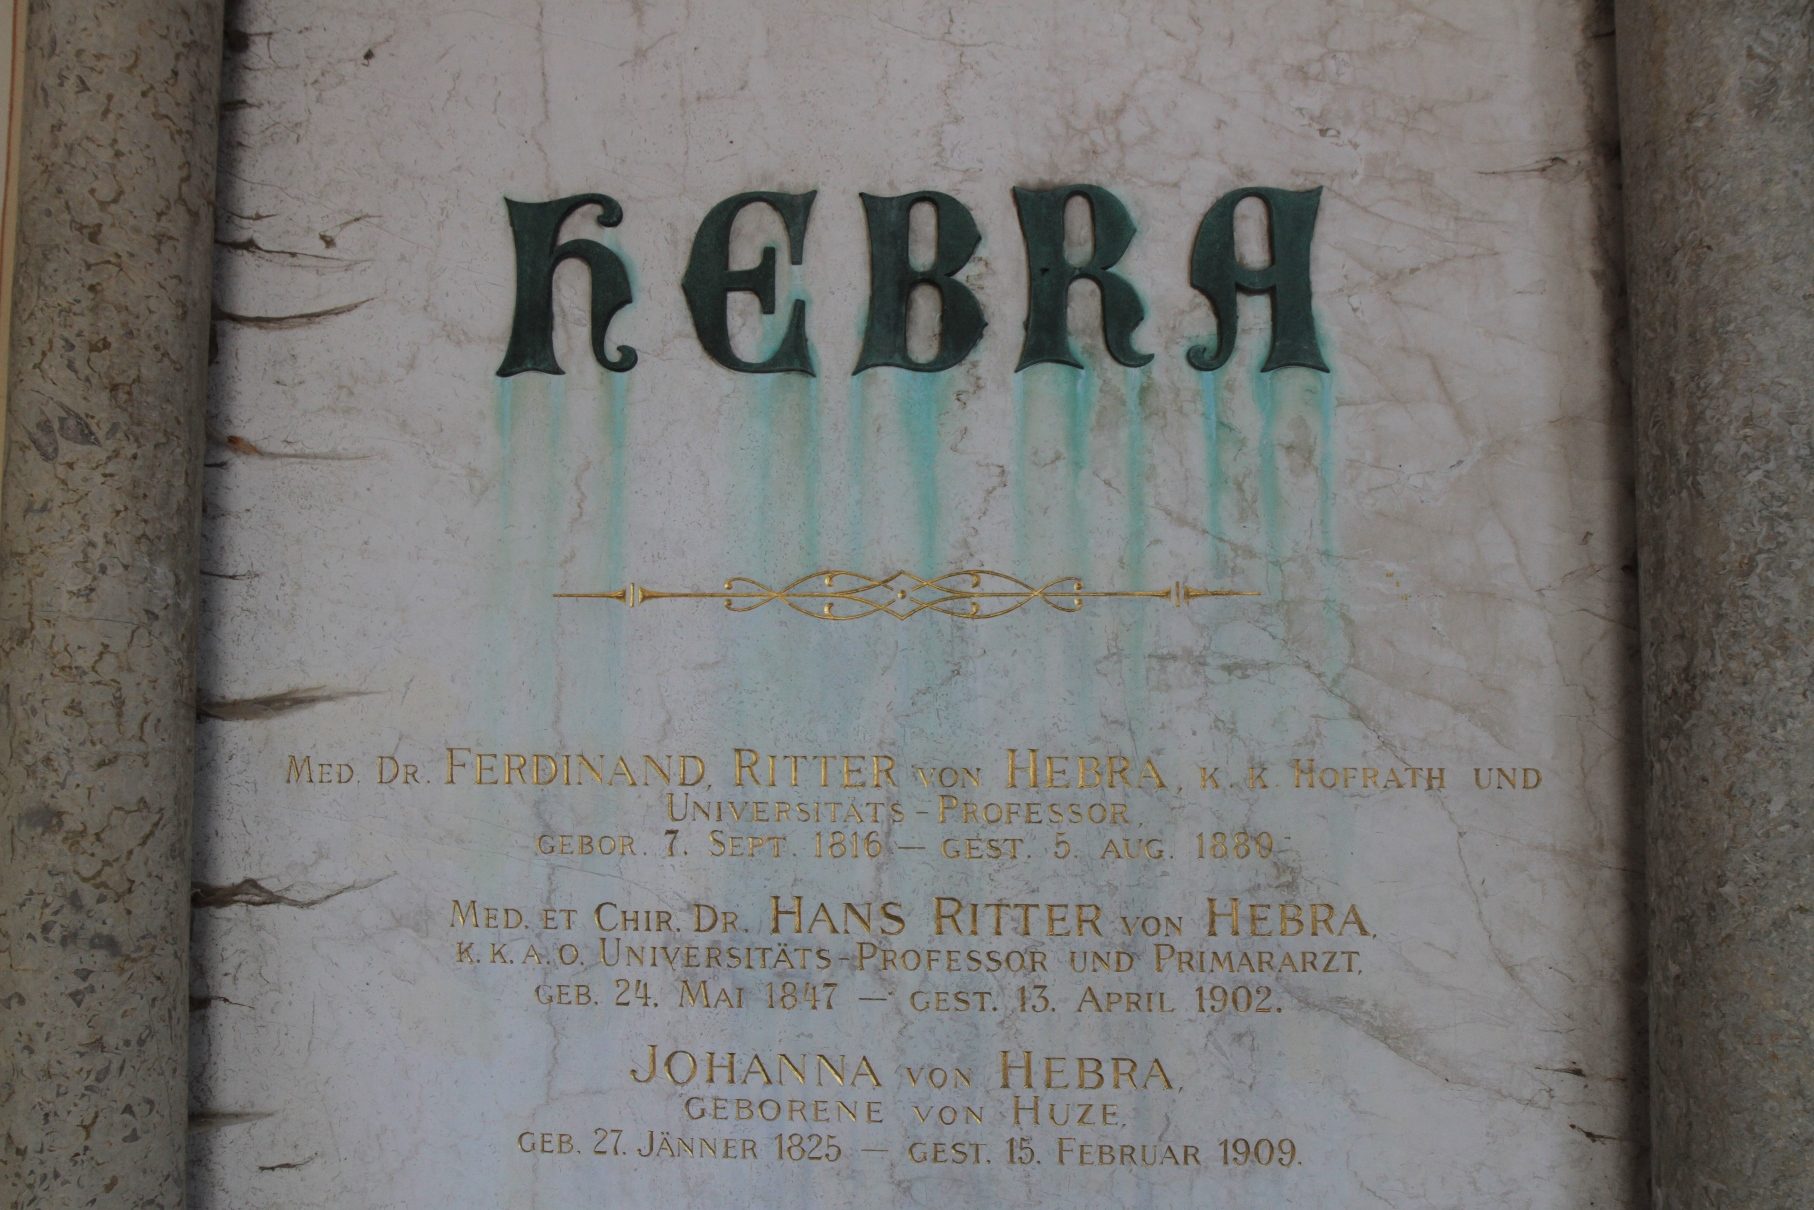 HEBRA
MED. DR. FERDINAND, RITTER VON HEBRA, K. K. HOFRATH UND
UNIVERSITÄTS-PROFESSOR,
GEBOR. 7. SEPT. 1816 — GEST. 5. AUG. 1880.
MED. ET CHIR. DR. HANS RITTER VON HEBRA,
K. K. A. O. UNIVERSITÄTS-PROFESSOR UND PRIMARARZT,
GEB. 24. MAI 1847 — GEST. 13. APRIL 1902.
JOHANNA VON HEBRA,
GEBORENE VON HUZE,
GEB. 27. JÄNNER 1825 — GEST. 15. FEBRUAR 1909.